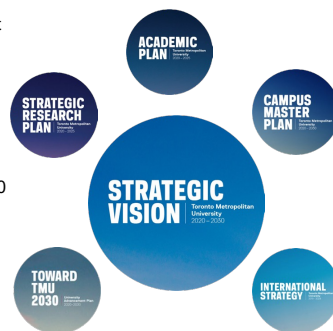 ACADEMIC
PLAN
Toronto Metropolitan
University
STRATEGIC
RESEARCH
PLAN
Toronto Metropolitan
University
CAMPUS
MASTER
PLAN
Toronto Metropolitan
University
0
STRATEGIC
VISION
Toronto Metropolitan
University
2020–2030
TOWARD
TMU
2030
INTERNATIONAL
STRATEGY